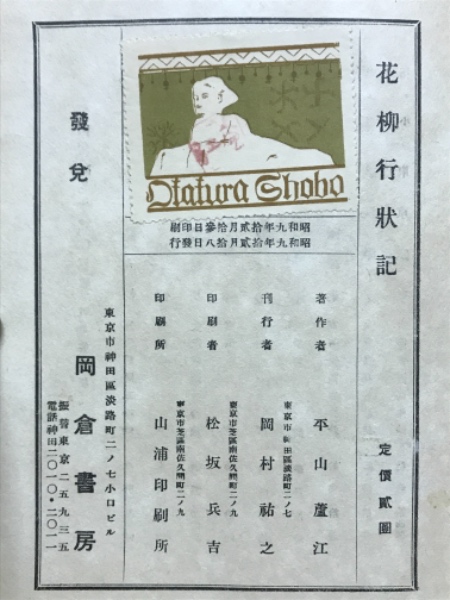 花柳行狀記
定價貳圓
Okakura Shobo
昭和九年拾貳月拾參日印刷
昭和九年拾貳月拾八日發行
著作者 平山蘆江
東京市神田區淡路町二ノ七
刊行者 岡村祐之
東京市芝區南佐久間町二ノ九
印刷者 松坂兵吉
東京市芝區南佐久間町二ノ九
印刷所 山浦印刷所
發兌
東京市神田區淡路町二ノ七小口ビル
岡倉書房
振替東京二五九三五
電話神田二〇一〇・二〇一一